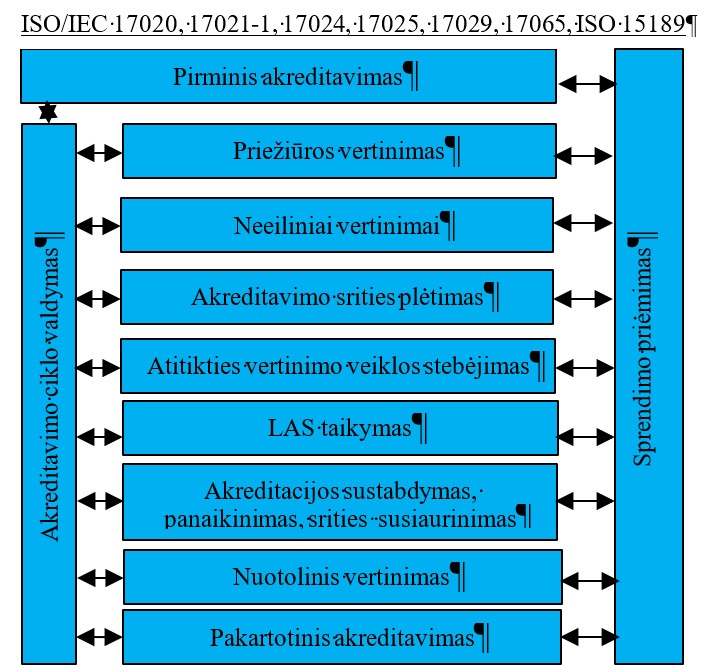 ISO/IEC 17020, 17021-1, 17024, 17025, 17029, 17065, ISO 15189¶
Pirminis akreditavimas¶
Akreditavimo ciklo valdymas¶
Priežiūros vertinimas¶
Neeiliniai vertinimai¶
Akreditavimo srities plėtimas¶
Atitikties vertinimo veiklos stebėjimas¶
LAS taikymas¶
Akreditacijos sustabdymas,
panaikinimas, srities susiaurinimas¶
Nuotolinis vertinimas¶
Pakartotinis akreditavimas¶
Sprendimo priėmimas¶